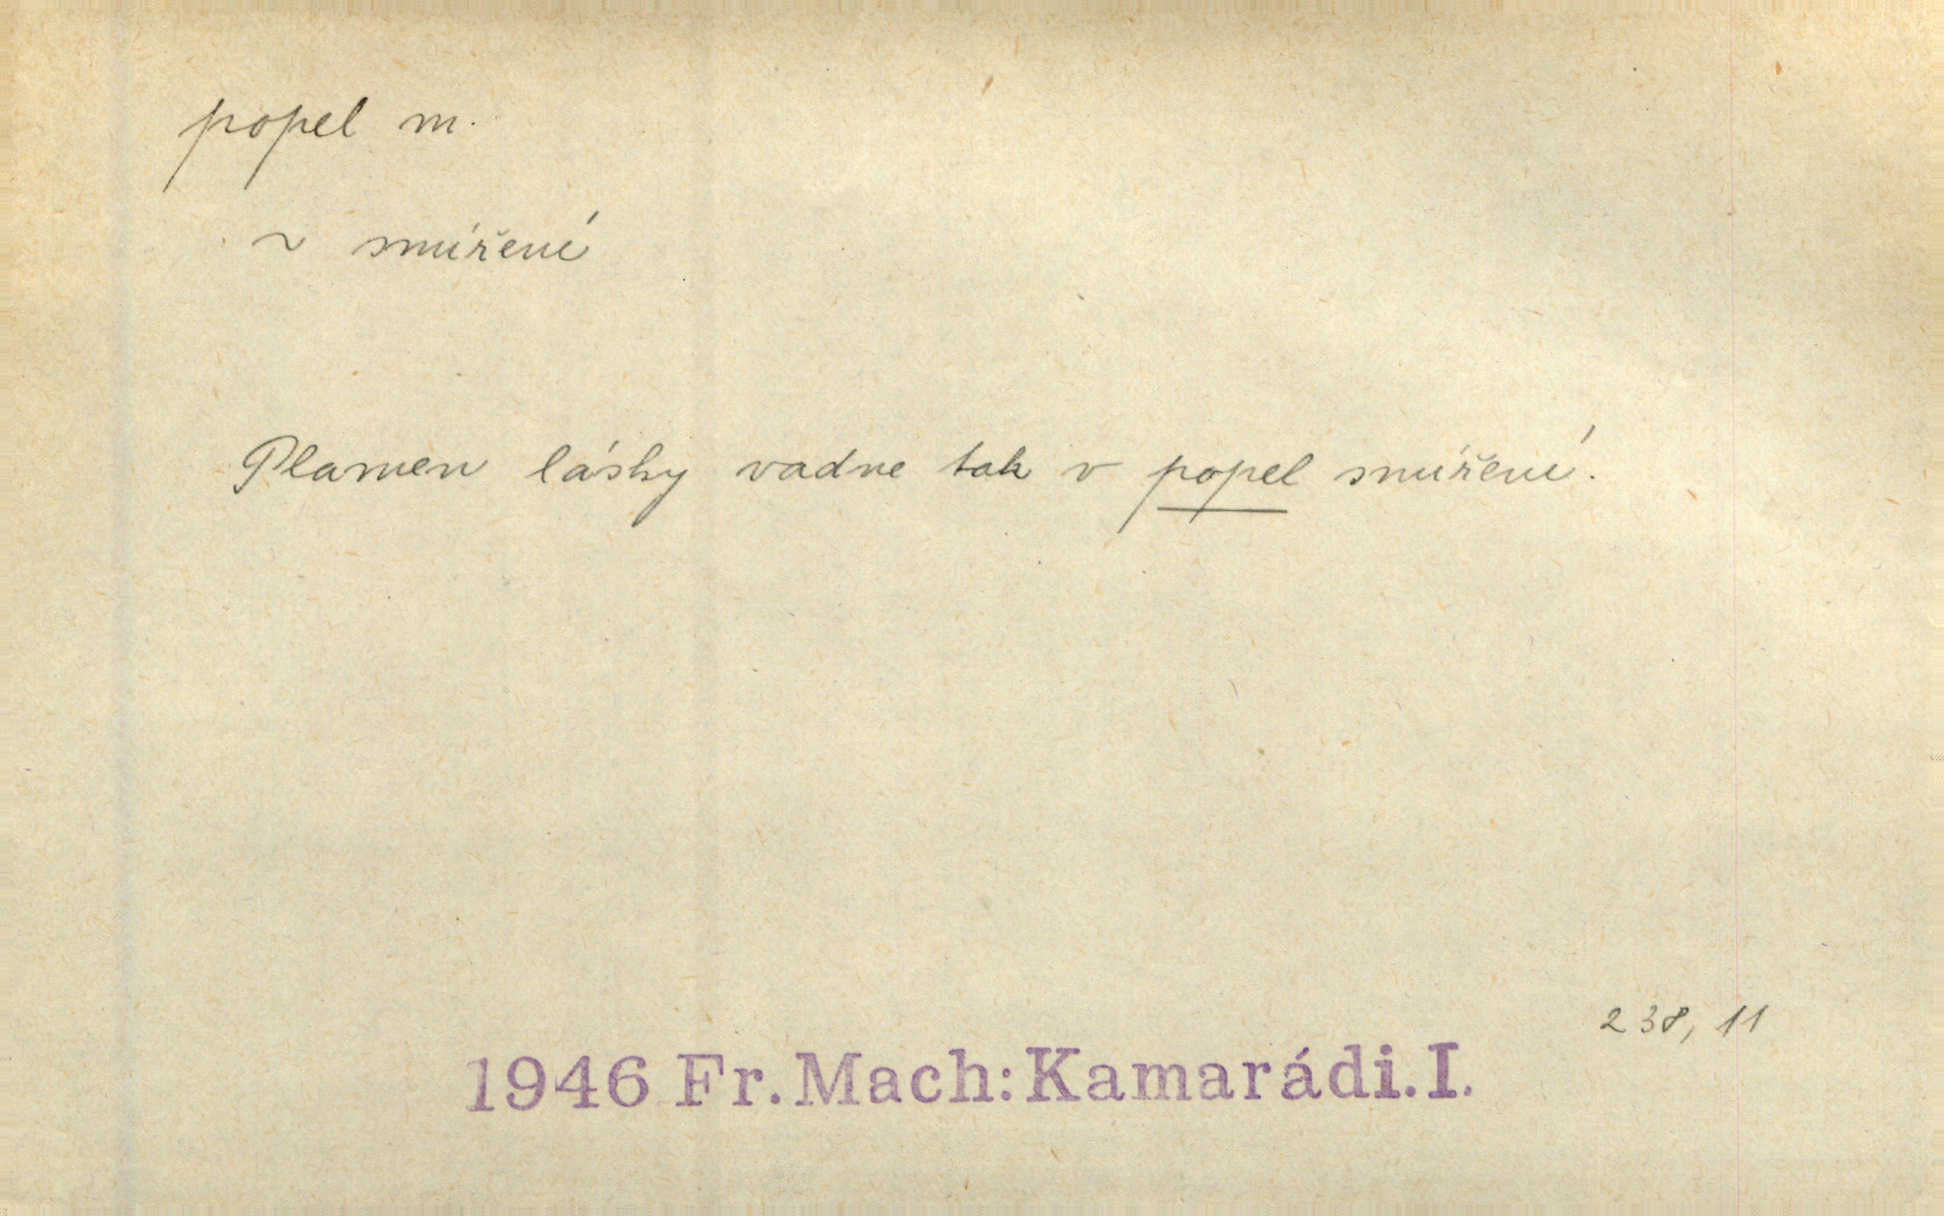 popel m.
~ smíření
Plamen lásky vadne tak v popel smíření.
238, 11
1946 Fr. Mach: Kamarádi. I.